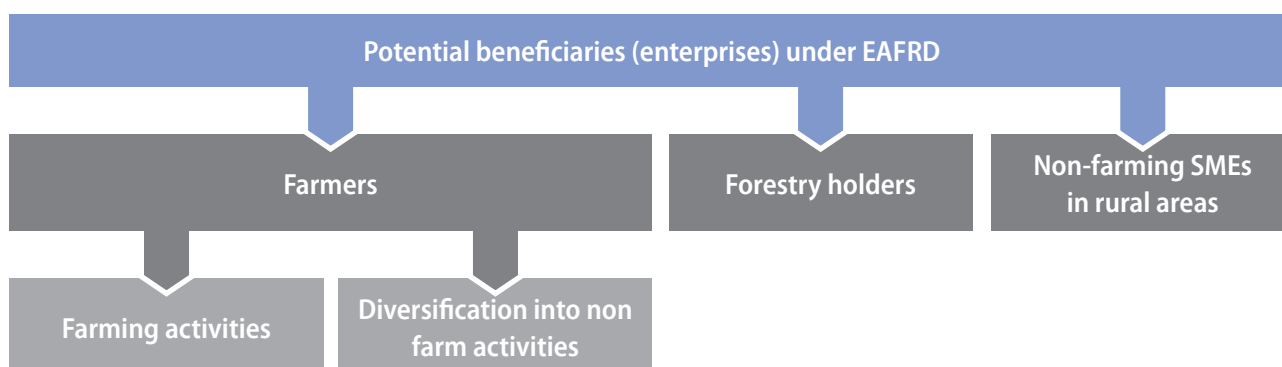 Potential beneficiaries (enterprises) under EAFRD
Farmers
Forestry holders
Non-farming SMEs
in rural areas
Farming activities
Diversification into non
farm activities